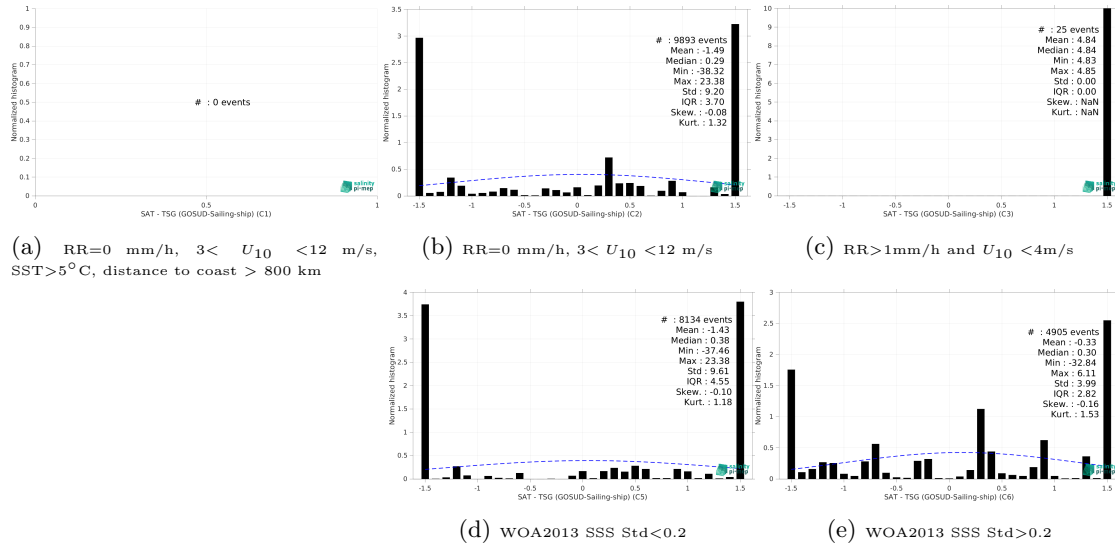 1
0.9
0.8
0.7
0.6
0.5
0.4
0.3
0.2
0.1
0
Normalized histogram
# : 0 events
0 0.5 1
SAT - TSG (GOSUD-Sailing-ship) (C1)
salinity
pi-mep
(a) RR=0 mm/h, 3< U10 <12 m/s,
SST>5°C, distance to coast > 800 km
3.5
3
2.5
2
1.5
1
0.5
0
Normalized histogram
# : 9893 events
Mean : -1.49
Median : 0.29
Min : -38.32
Max : 23.38
Std : 9.20
IQR : 3.70
Skew. : -0.08
Kurt. : 1.32
-1.5 -1 -0.5 0 0.5 1 1.5
SAT - TSG (GOSUD-Sailing-ship) (C2)
salinity
pi-mep
(b) RR=0 mm/h, 3< U10 <12 m/s
10
9
8
7
6
5
4
3
2
1
0
Normalized histogram
# : 25 events
Mean : 4.84
Median : 4.84
Min : 4.83
Max : 4.85
Std : 0.00
IQR : 0.00
Skew. : NaN
Kurt. : NaN
-1.5 -1 -0.5 0 0.5 1 1.5
SAT - TSG (GOSUD-Sailing-ship) (C3)
salinity
pi-mep
(c) RR>1mm/h and U10 <4m/s
4
3.5
3
2.5
2
1.5
1
0.5
0
Normalized histogram
# : 8134 events
Mean : -1.43
Median : 0.38
Min : -37.46
Max : 23.38
Std : 9.61
IQR : 4.55
Skew. : -0.10
Kurt. : 1.18
-1.5 -1 -0.5 0 0.5 1 1.5
SAT - TSG (GOSUD-Sailing-ship) (C5)
salinity
pi-mep
(d) WOA2013 SSS Std<0.2
3
2.5
2
1.5
1
0.5
0
Normalized histogram
# : 4905 events
Mean : -0.33
Median : 0.30
Min : -32.84
Max : 6.11
Std : 3.99
IQR : 2.82
Skew. : -0.16
Kurt. : 1.53
-1.5 -1 -0.5 0 0.5 1 1.5
SAT - TSG (GOSUD-Sailing-ship) (C6)
salinity
pi-mep
(e) WOA2013 SSS Std>0.2